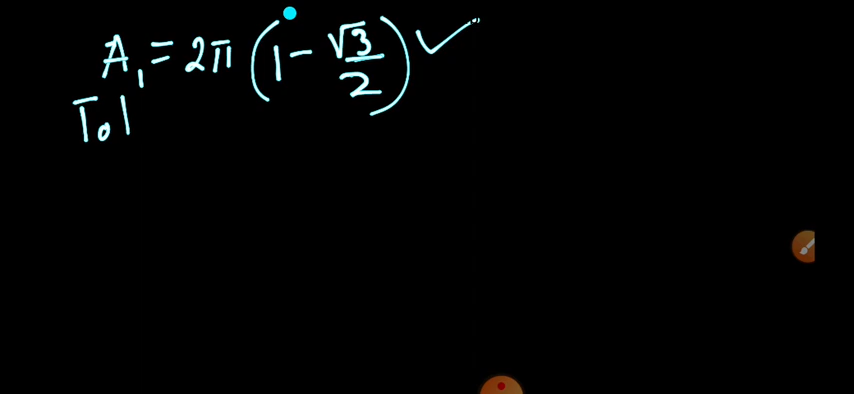 A₁ = 2π (1 - √3/2) ✓
Tol